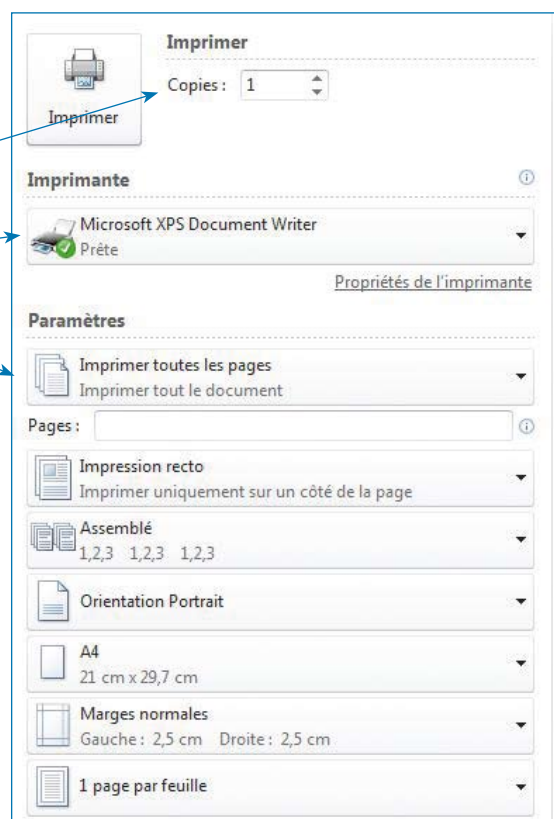 Imprimer
Copies : 1
Imprimer
Imprimante
Microsoft XPS Document Writer
Prête
Propriétés de l'imprimante
Paramètres
Imprimer toutes les pages
Imprimer tout le document
Pages :
Impression recto
Imprimer uniquement sur un côté de la page
Assemblé
1,2,3 1,2,3 1,2,3
Orientation Portrait
A4
21 cm x 29,7 cm
Marges normales
Gauche : 2,5 cm Droite : 2,5 cm
1 page par feuille